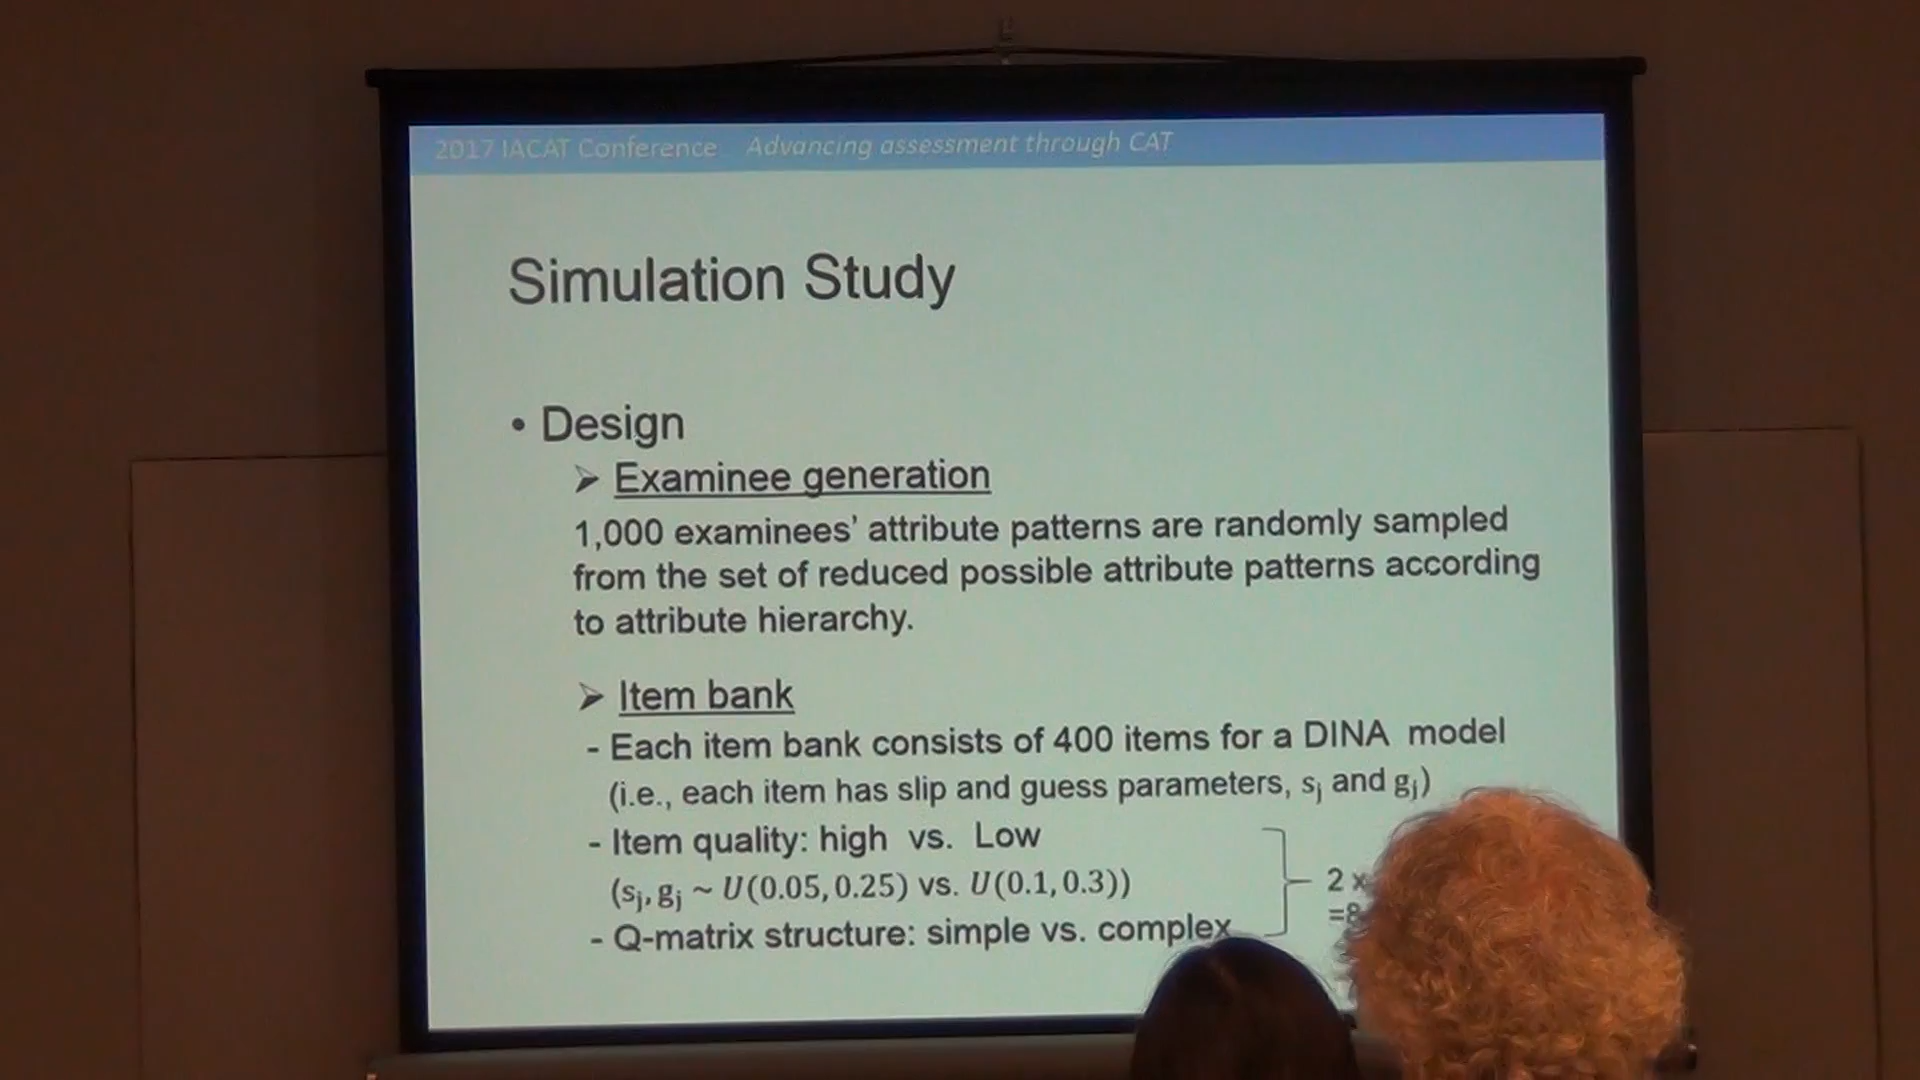 2017 IACAT Conference Advancing assessment through CAT
Simulation Study
• Design
➢ Examinee generation
1,000 examinees' attribute patterns are randomly sampled
from the set of reduced possible attribute patterns according
to attribute hierarchy.
➢ Item bank
- Each item bank consists of 400 items for a DINA model
(i.e., each item has slip and guess parameters, sj and gj)
- Item quality: high vs. Low
(sj, gj ~ U(0.05, 0.25) vs. U(0.1, 0.3))
- Q-matrix structure: simple vs. complex
2 x
=8